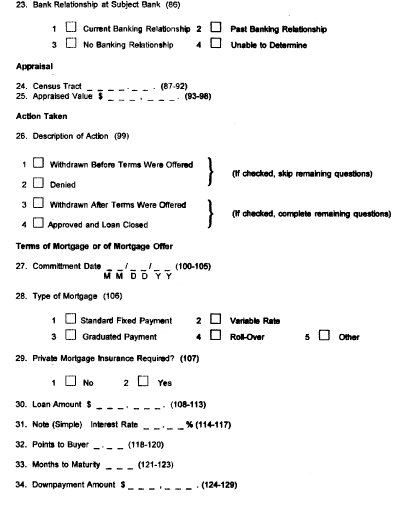 23. Bank Relationship at Subject Bank (86)
1 ☐ Current Banking Relationship 2 ☐ Past Banking Relationship
3 ☐ No Banking Relationship 4 ☐ Unable to Determine
Appraisal
24. Census Tract _ _ _ _ . _ _ . (87-92)
25. Appraised Value $ _ _ _ , _ _ _ . (93-98)
Action Taken
26. Description of Action (99)
1 ☐ Withdrawn Before Terms Were Offered
(If checked, skip remaining questions)
2 ☐ Denied
3 ☐ Withdrawn After Terms Were Offered
(If checked, complete remaining questions)
4 ☐ Approved and Loan Closed
Terms of Mortgage or of Mortgage Offer
27. Committment Date _ _ / _ _ / _ _ (100-105)
M M D D Y Y
28. Type of Mortgage (106)
1 ☐ Standard Fixed Payment 2 ☐ Variable Rate
3 ☐ Graduated Payment 4 ☐ Roll-Over 5 ☐ Other
29. Private Mortgage Insurance Required? (107)
1 ☐ No 2 ☐ Yes
30. Loan Amount $ _ _ _ , _ _ _ . (108-113)
31. Note (Simple) Interest Rate _ _ . _ _ % (114-117)
32. Points to Buyer _ . _ _ (118-120)
33. Months to Maturity _ _ _ (121-123)
34. Downpayment Amount $ _ _ _ , _ _ _ . (124-129)